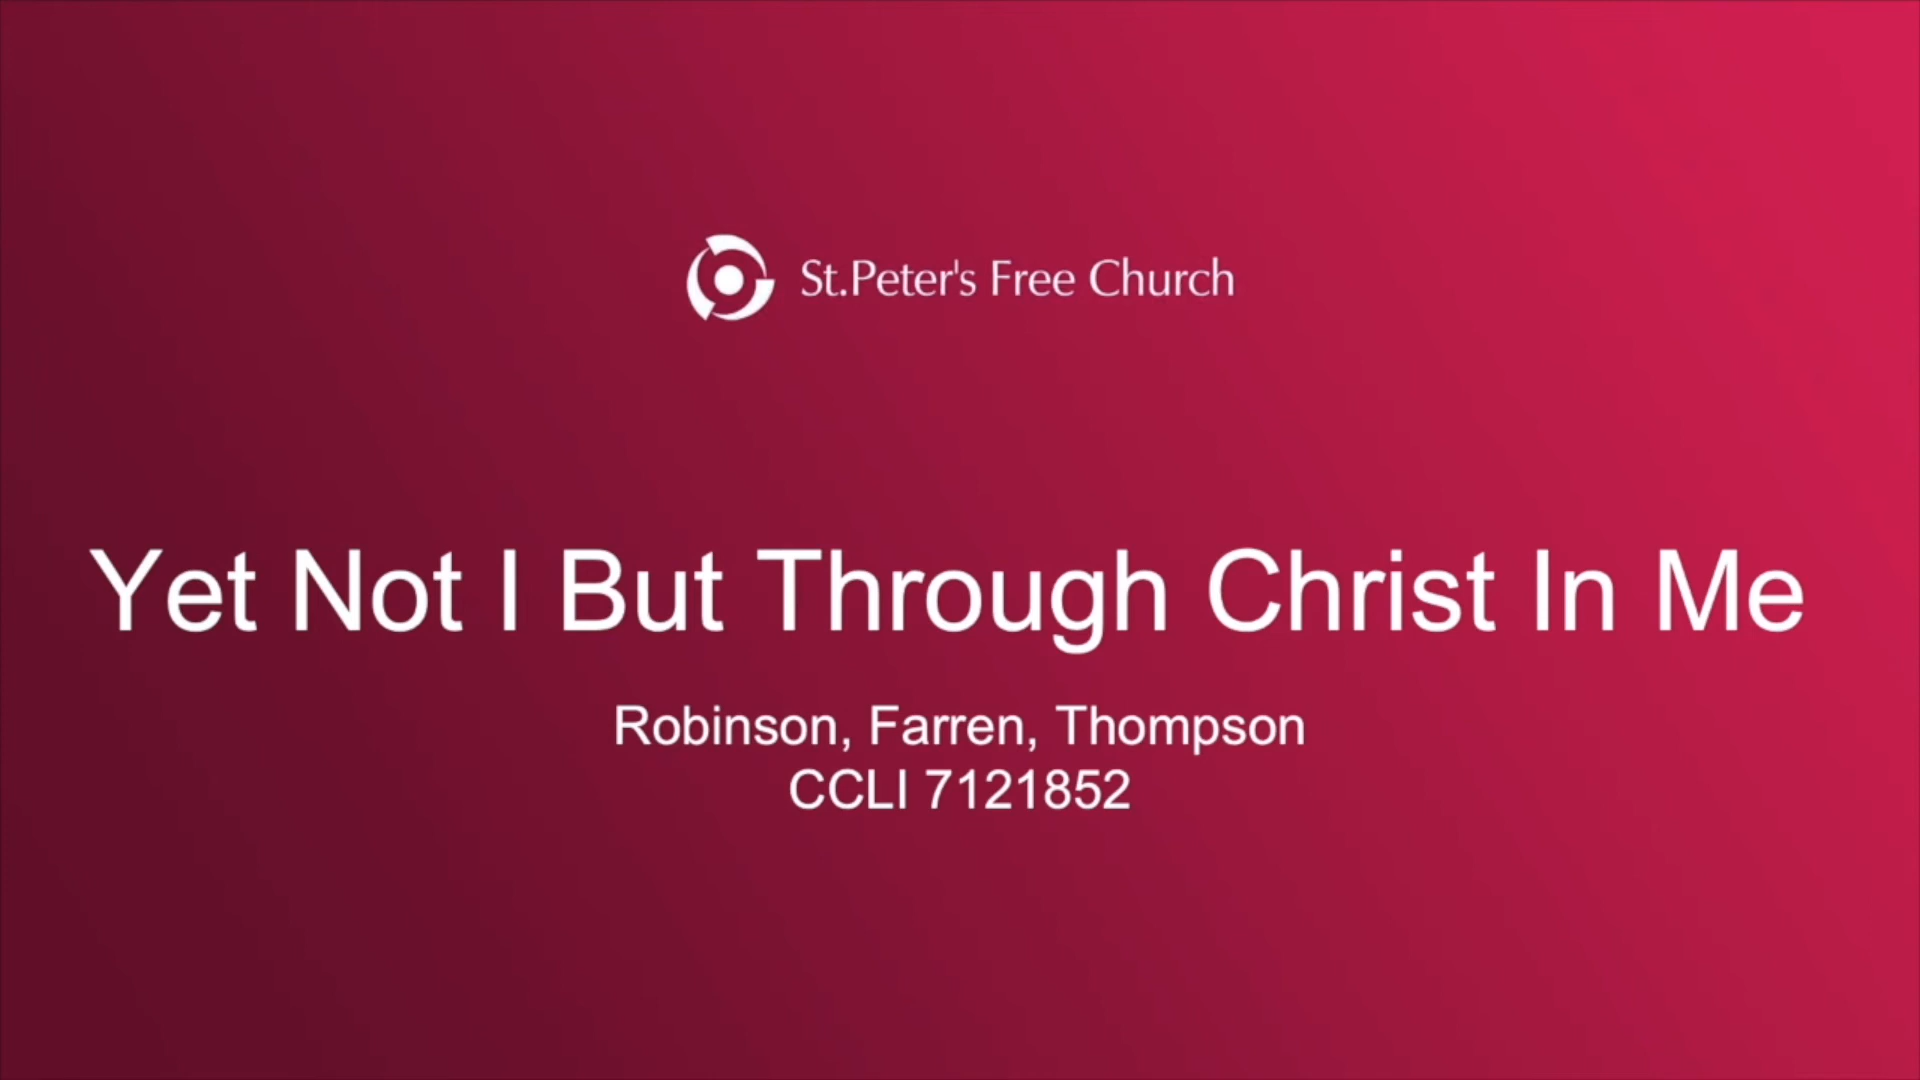 St.Peter's Free Church
Yet Not I But Through Christ In Me
Robinson, Farren, Thompson
CCLI 7121852